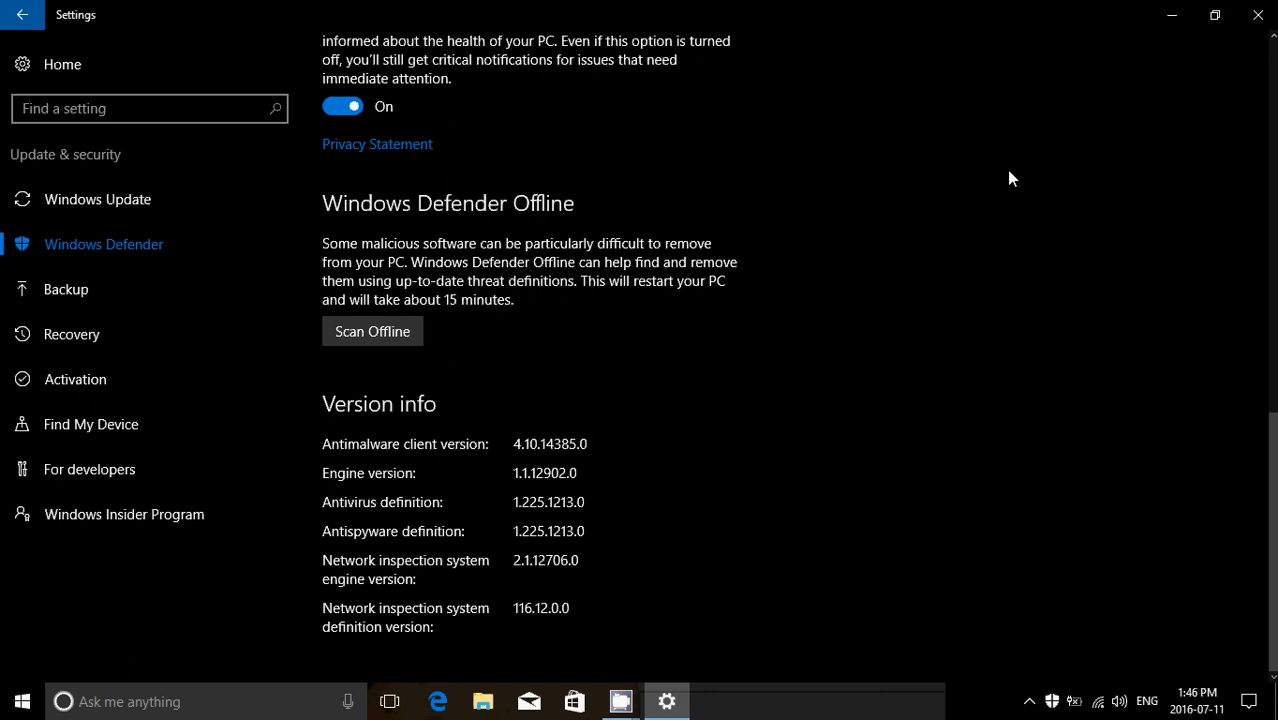 Settings
Home
Find a setting
Update & security
Windows Update
Windows Defender
Backup
Recovery
Activation
Find My Device
For developers
Windows Insider Program
informed about the health of your PC. Even if this option is turned
off, you'll still get critical notifications for issues that need
immediate attention.
On
Privacy Statement
Windows Defender Offline
Some malicious software can be particularly difficult to remove
from your PC. Windows Defender Offline can help find and remove
them using up-to-date threat definitions. This will restart your PC
and will take about 15 minutes.
Scan Offline
Version info
Antimalware client version: 4.10.14385.0
Engine version: 1.1.12902.0
Antivirus definition: 1.225.1213.0
Antispyware definition: 1.225.1213.0
Network inspection system 2.1.12706.0
engine version:
Network inspection system 116.12.0.0
definition version:
Ask me anything
ENG
1:46 PM
2016-07-11